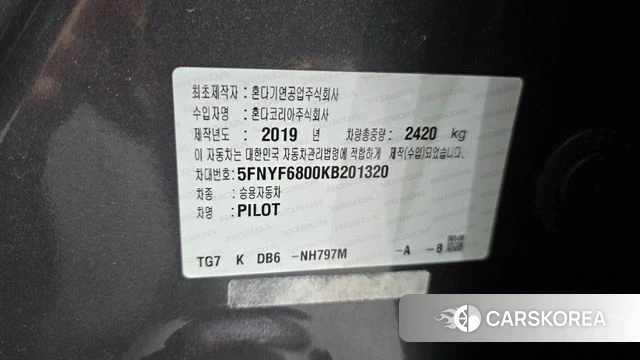 최초제작자 : 혼다기연공업주식회사
수입자명 : 혼다코리아주식회사
제작년도 : 2019 년 차량총중량 : 2420 kg
이 자동차는 대한민국 자동차관리법령에 적합하게 제작(수입)되었습니다.
차대번호: 5FNYF6800KB201320
차종 : 승용자동차
차명 : PILOT
TG7 K DB6 -NH797M -A -B
CARSKOREA